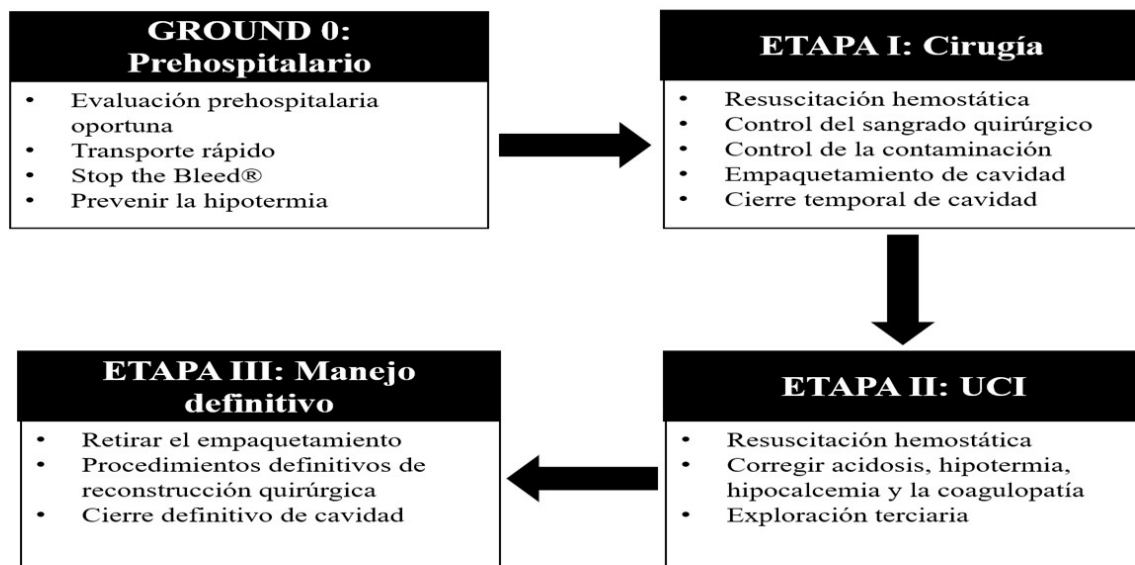 GROUND 0:
Prehospitalario
• Evaluación prehospitalaria
oportuna
• Transporte rápido
• Stop the Bleed®
• Prevenir la hipotermia
ETAPA I: Cirugía
• Resuscitación hemostática
• Control del sangrado quirúrgico
• Control de la contaminación
• Empaquetamiento de cavidad
• Cierre temporal de cavidad
ETAPA II: UCI
• Resuscitación hemostática
• Corregir acidosis, hipotermia,
hipocalcemia y la coagulopatía
• Exploración terciaria
ETAPA III: Manejo
definitivo
• Retirar el empaquetamiento
• Procedimientos definitivos de
reconstrucción quirúrgica
• Cierre definitivo de cavidad